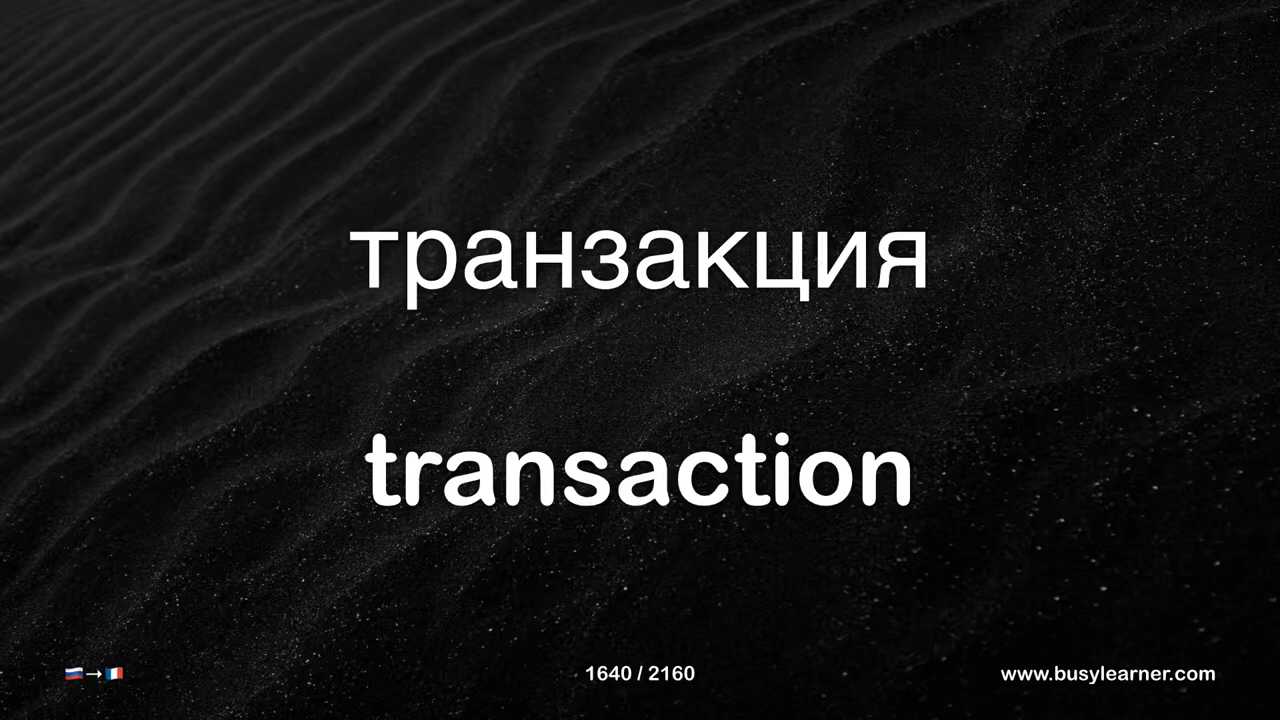 транзакция
transaction
🇷🇺→🇫🇷
1640 / 2160
www.busylearner.com